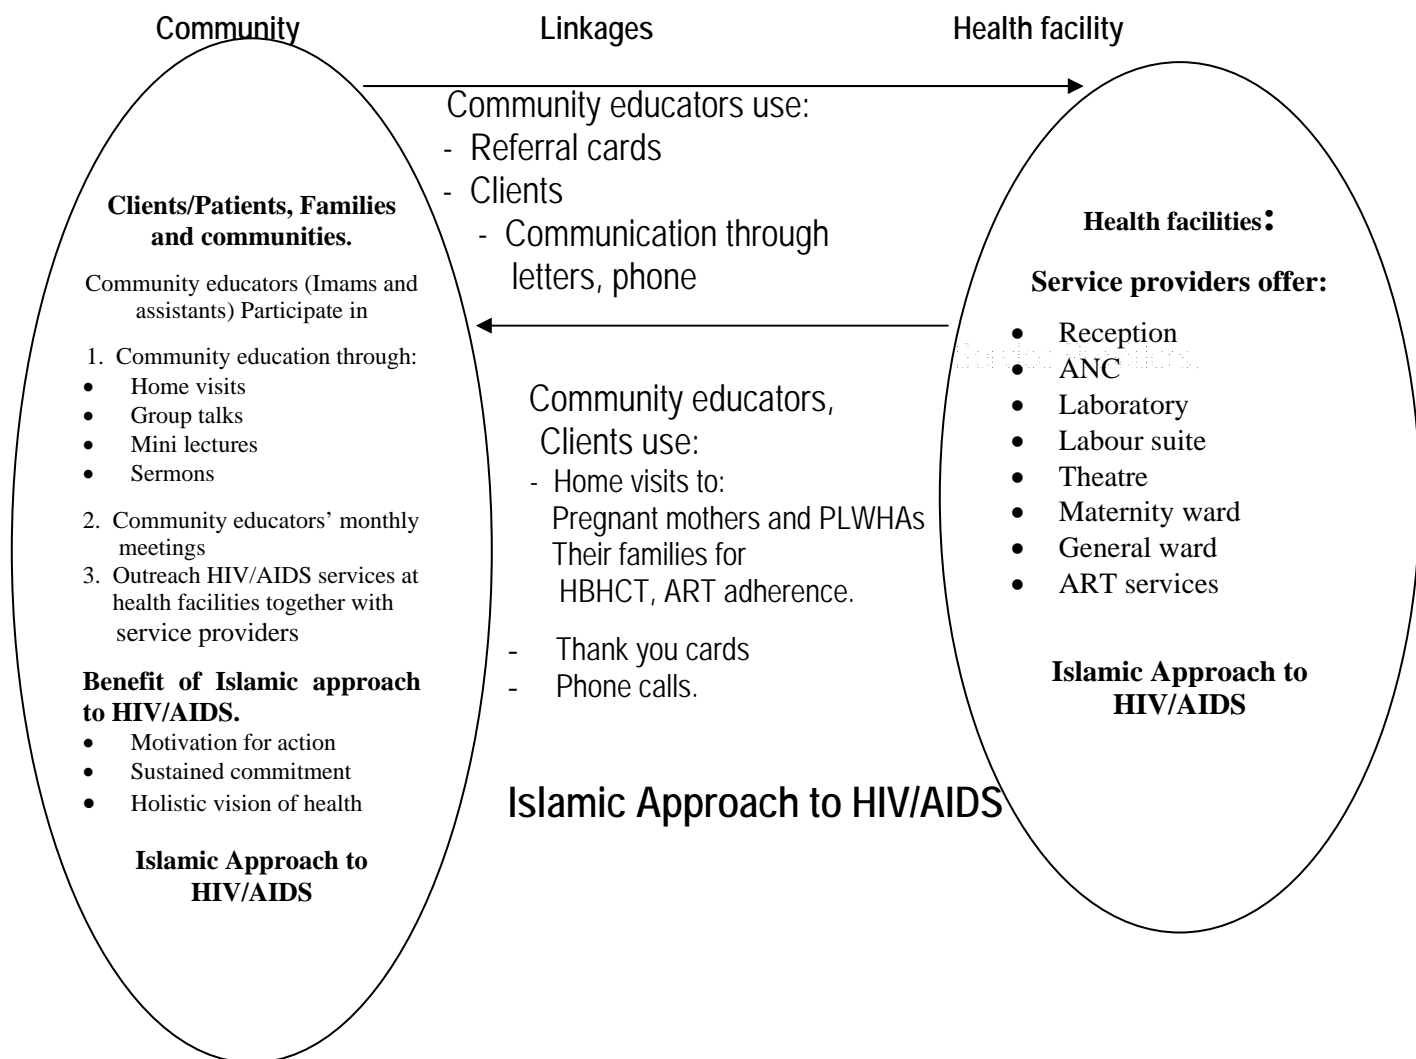 Community Linkages Health facility
Clients/Patients, Families
and communities.
Community educators (Imams and
assistants) Participate in
1. Community education through:
• Home visits
• Group talks
• Mini lectures
• Sermons
2. Community educators’ monthly
meetings
3. Outreach HIV/AIDS services at
health facilities together with
service providers
Benefit of Islamic approach
to HIV/AIDS.
• Motivation for action
• Sustained commitment
• Holistic vision of health
Islamic Approach to
HIV/AIDS
Community educators use:
- Referral cards
- Clients
- Communication through
letters, phone
Community educators,
Clients use:
- Home visits to:
Pregnant mothers and PLWHAs
Their families for
HBHCT, ART adherence.
- Thank you cards
- Phone calls.
Islamic Approach to HIV/AIDS
Health facilities:
Service providers offer:
• Reception
• ANC
• Laboratory
• Labour suite
• Theatre
• Maternity ward
• General ward
• ART services
Islamic Approach to
HIV/AIDS